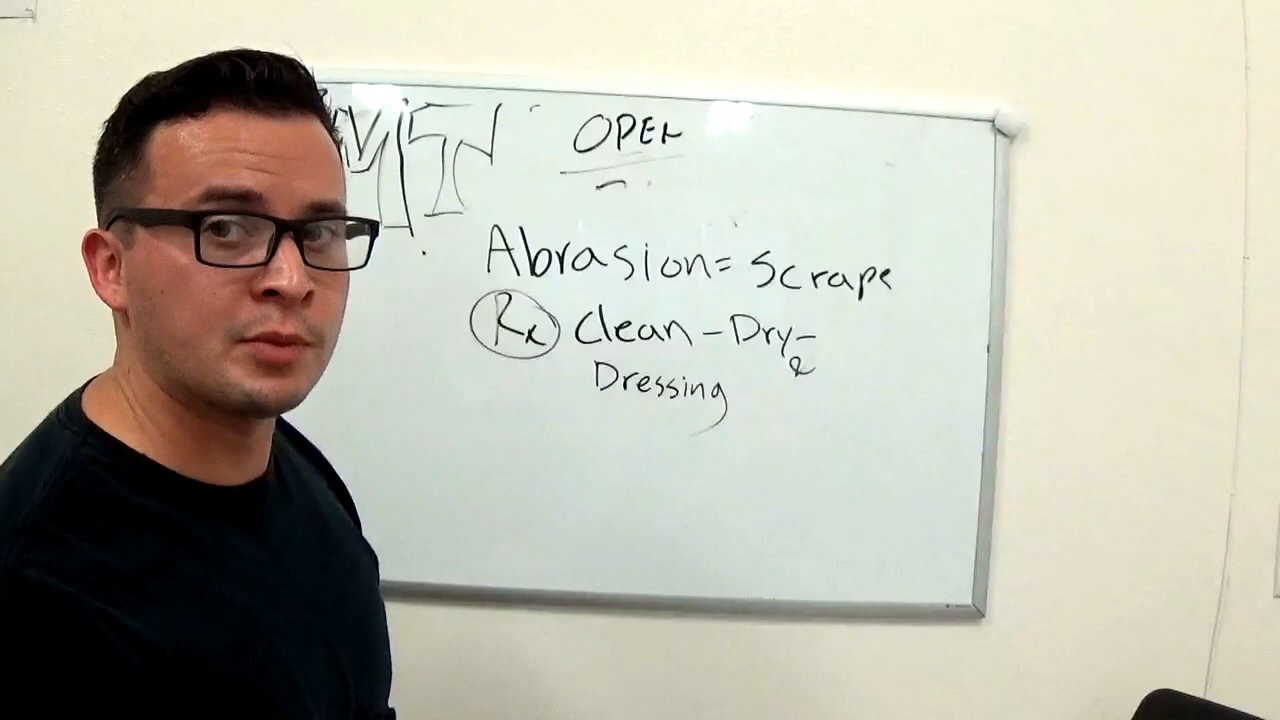 OPEN
Abrasion = Scrape
Rx Clean - Dry -
&
Dressing